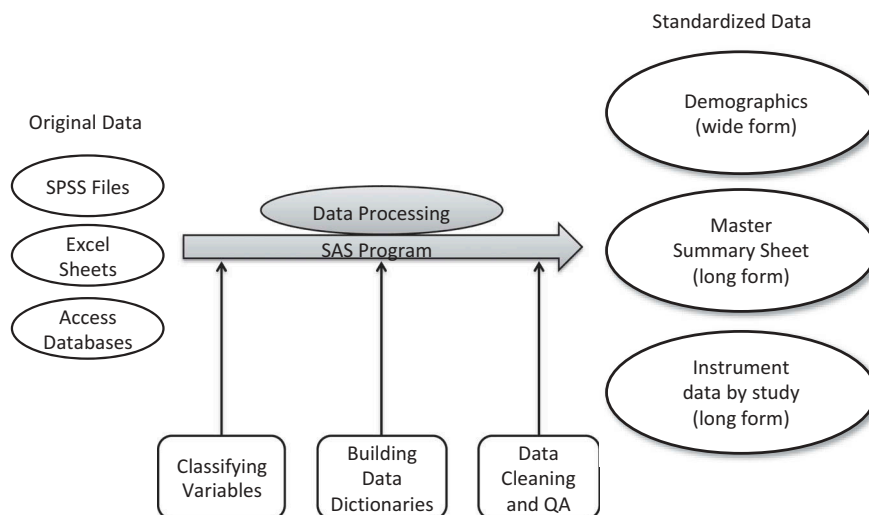 Standardized Data
Original Data
SPSS Files
Excel
Sheets
Access
Databases
Data Processing
SAS Program
Classifying
Variables
Building
Data
Dictionaries
Data
Cleaning
and QA
Demographics
(wide form)
Master
Summary Sheet
(long form)
Instrument
data by study
(long form)